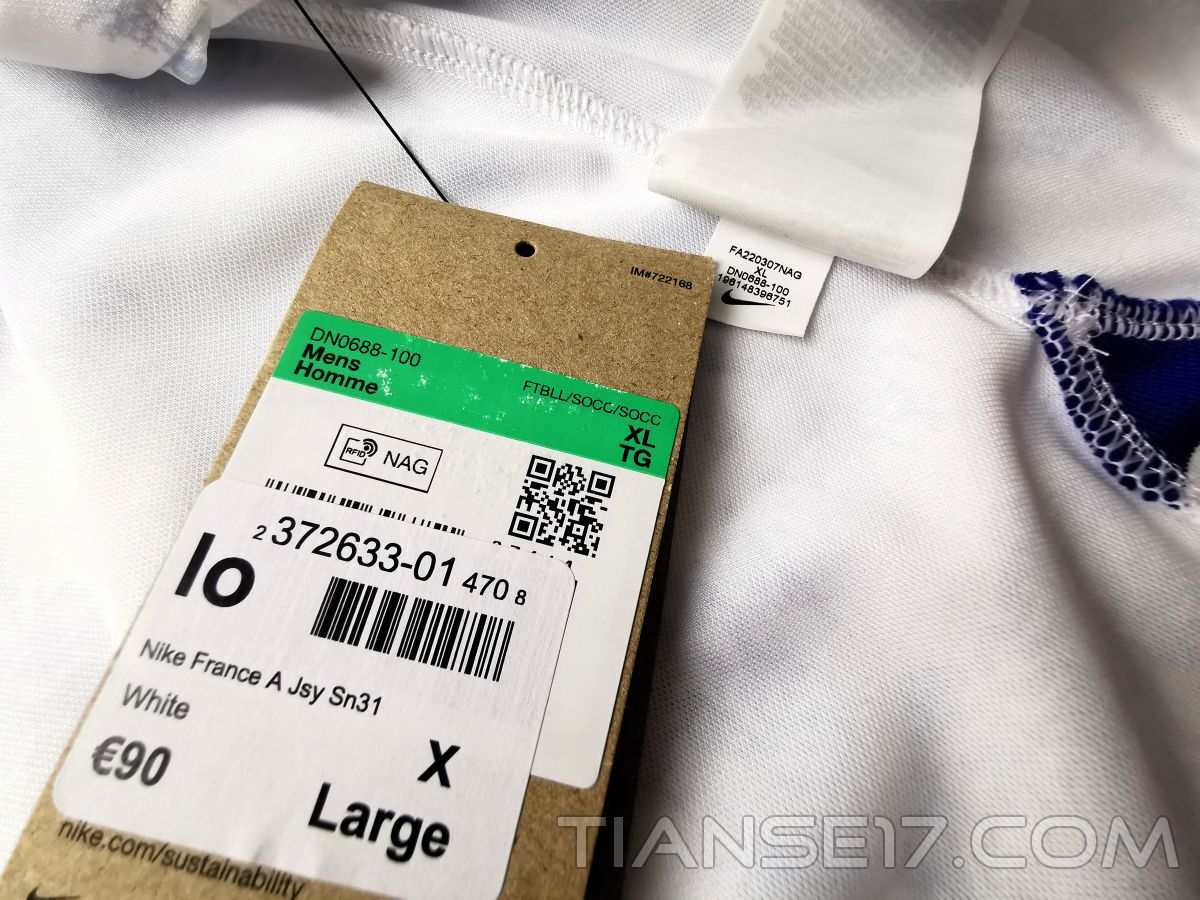 FA220307NAG
XL
DN0688-100
196148398751
IM#722168
DN0688-100
Mens
Homme
FTBLL/SOCC/SOCC
XL
TG
RFID NAG
lo
2 372633-01 470 8
Nike France A Jsy Sn31
White
€90
X
Large
nike.com/sustainability
TIANSE17.COM